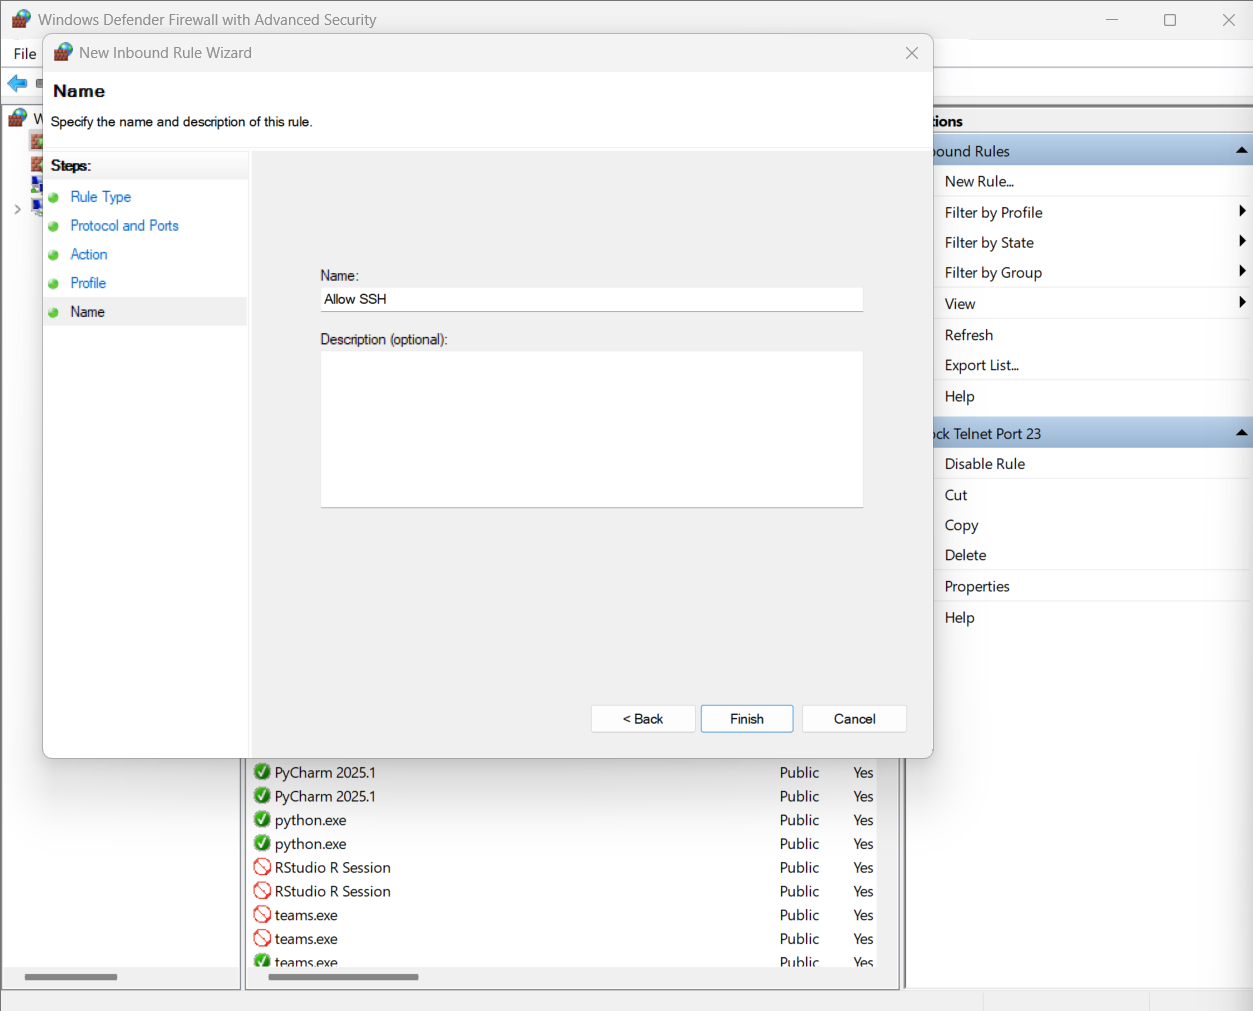 Windows Defender Firewall with Advanced Security
File
New Inbound Rule Wizard
Name
Specify the name and description of this rule.
Steps:
Rule Type
Protocol and Ports
Action
Profile
Name
Name:
Allow SSH
Description (optional):
< Back
Finish
Cancel
W
tions
bound Rules
New Rule...
Filter by Profile
Filter by State
Filter by Group
View
Refresh
Export List...
Help
ock Telnet Port 23
Disable Rule
Cut
Copy
Delete
Properties
Help
PyCharm 2025.1 Public Yes
PyCharm 2025.1 Public Yes
python.exe Public Yes
python.exe Public Yes
RStudio R Session Public Yes
RStudio R Session Public Yes
teams.exe Public Yes
teams.exe Public Yes
teams.exe Public Yes